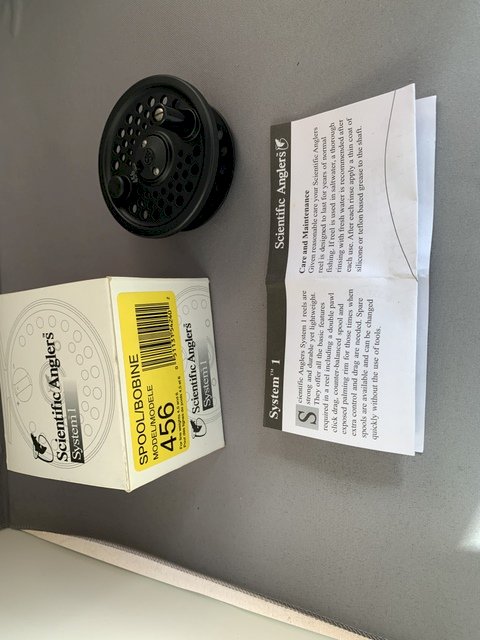 Scientific Anglers
System 1
SPOOL/BOBINE
MODEL/MODELE
456
Scientific Anglers
System 1
System™ 1
Scientific Anglers System 1 reels are
strong and durable yet lightweight.
They offer all the basic features
required in a reel including a double pawl
click drag, counter-balanced spool and
exposed palming rim for those times when
extra control and drag are needed. Spare
spools are available and can be changed
quickly without the use of tools.
Scientific Anglers
Care and Maintenance
Given reasonable care your Scientific Anglers
reel is designed to last for years of normal
fishing. If reel is used in saltwater, a thorough
rinsing with fresh water is recommended after
each use. After each rinse apply a thin coat of
silicone or teflon based grease to the shaft.